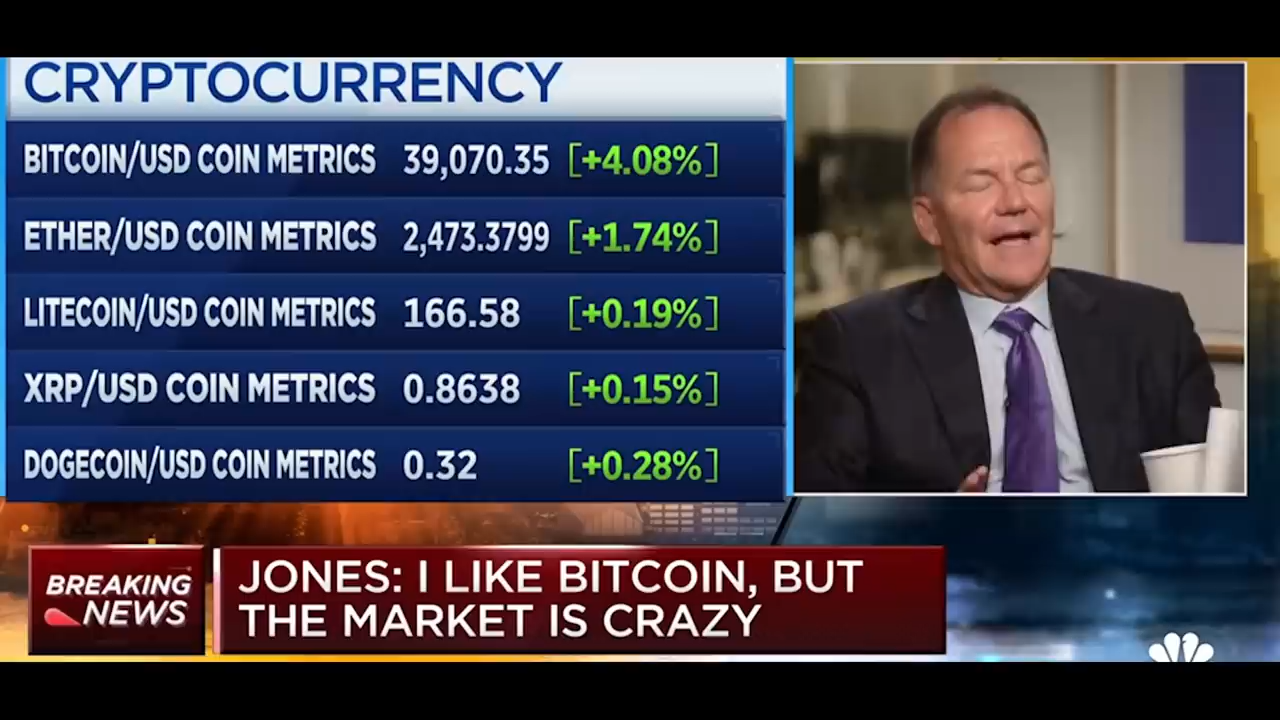 CRYPTOCURRENCY
BITCOIN/USD COIN METRICS 39,070.35 [+4.08%]
ETHER/USD COIN METRICS 2,473.3799 [+1.74%]
LITECOIN/USD COIN METRICS 166.58 [+0.19%]
XRP/USD COIN METRICS 0.8638 [+0.15%]
DOGECOIN/USD COIN METRICS 0.32 [+0.28%]
BREAKING
NEWS
JONES: I LIKE BITCOIN, BUT
THE MARKET IS CRAZY